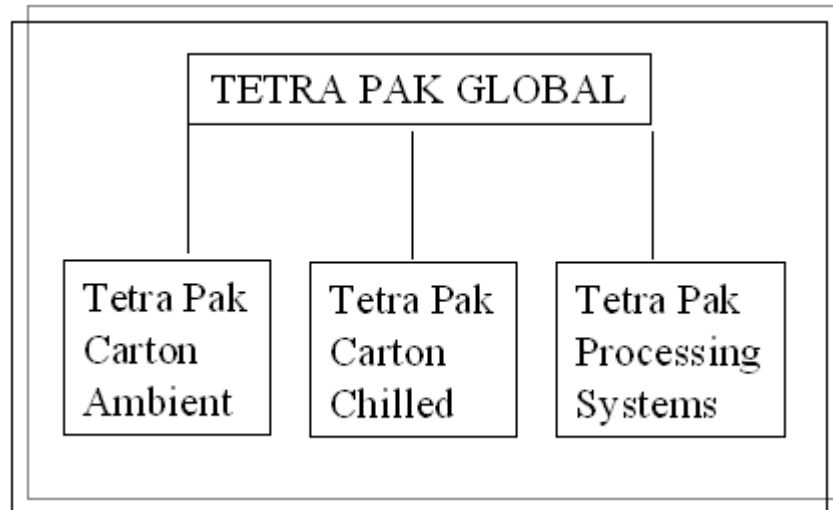 TETRA PAK GLOBAL
Tetra Pak
Carton
Ambient
Tetra Pak
Carton
Chilled
Tetra Pak
Processing
Systems